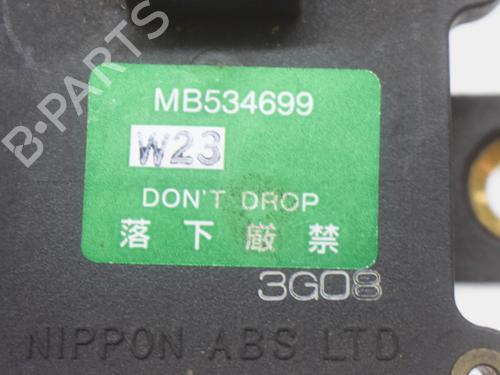 MB534699
W23
DON'T DROP
落下厳禁
3G08
NIPPON ABS LTD
B-PARTS